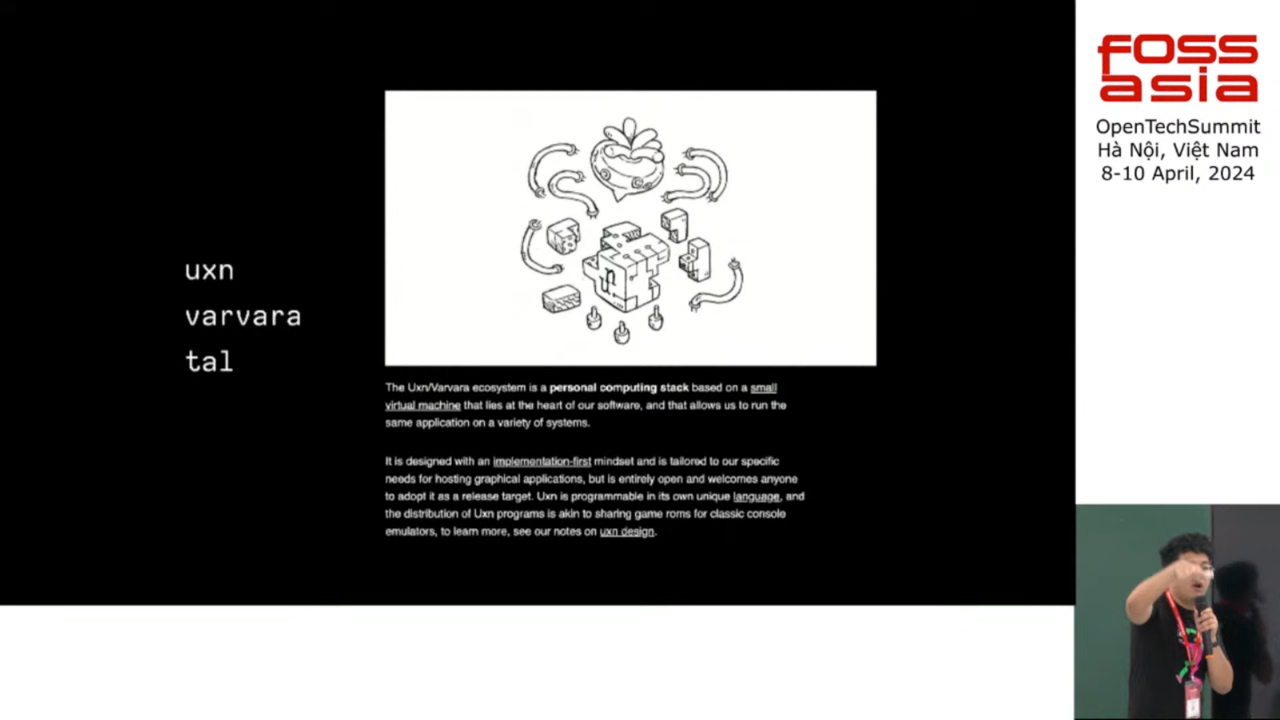 uxn
varvara
tal
The Uxn/Varvara ecosystem is a personal computing stack based on a small
virtual machine that lies at the heart of our software, and that allows us to run the
same application on a variety of systems.
It is designed with an implementation-first mindset and is tailored to our specific
needs for hosting graphical applications, but is entirely open and welcomes anyone
to adopt it as a release target. Uxn is programmable in its own unique language, and
the distribution of Uxn programs is akin to sharing game roms for classic console
emulators, to learn more, see our notes on uxn design.
FOSS
asia
OpenTechSummit
Hà Nội, Việt Nam
8-10 April, 2024